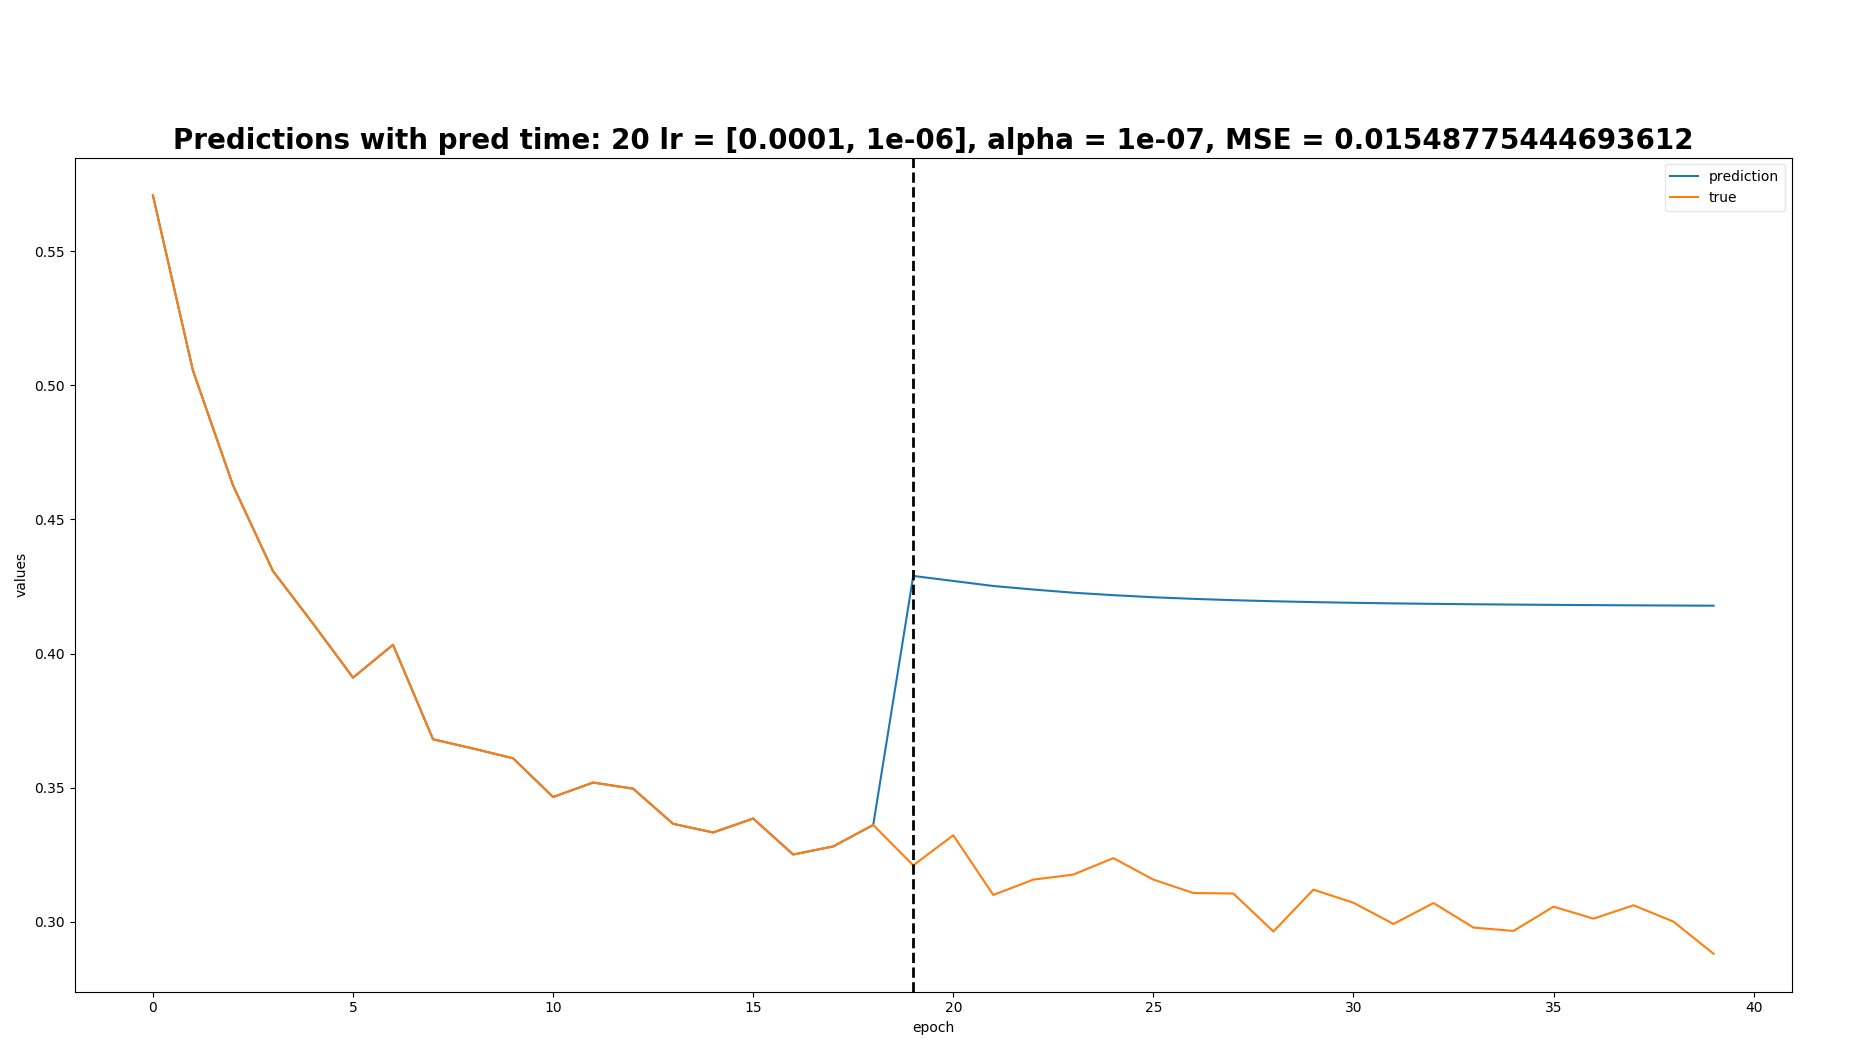 Predictions with pred time: 20 lr = [0.0001, 1e-06], alpha = 1e-07, MSE = 0.01548775444693612
prediction
true
0.55
0.50
0.45
0.40
0.35
0.30
values
0 5 10 15 20 25 30 35 40
epoch